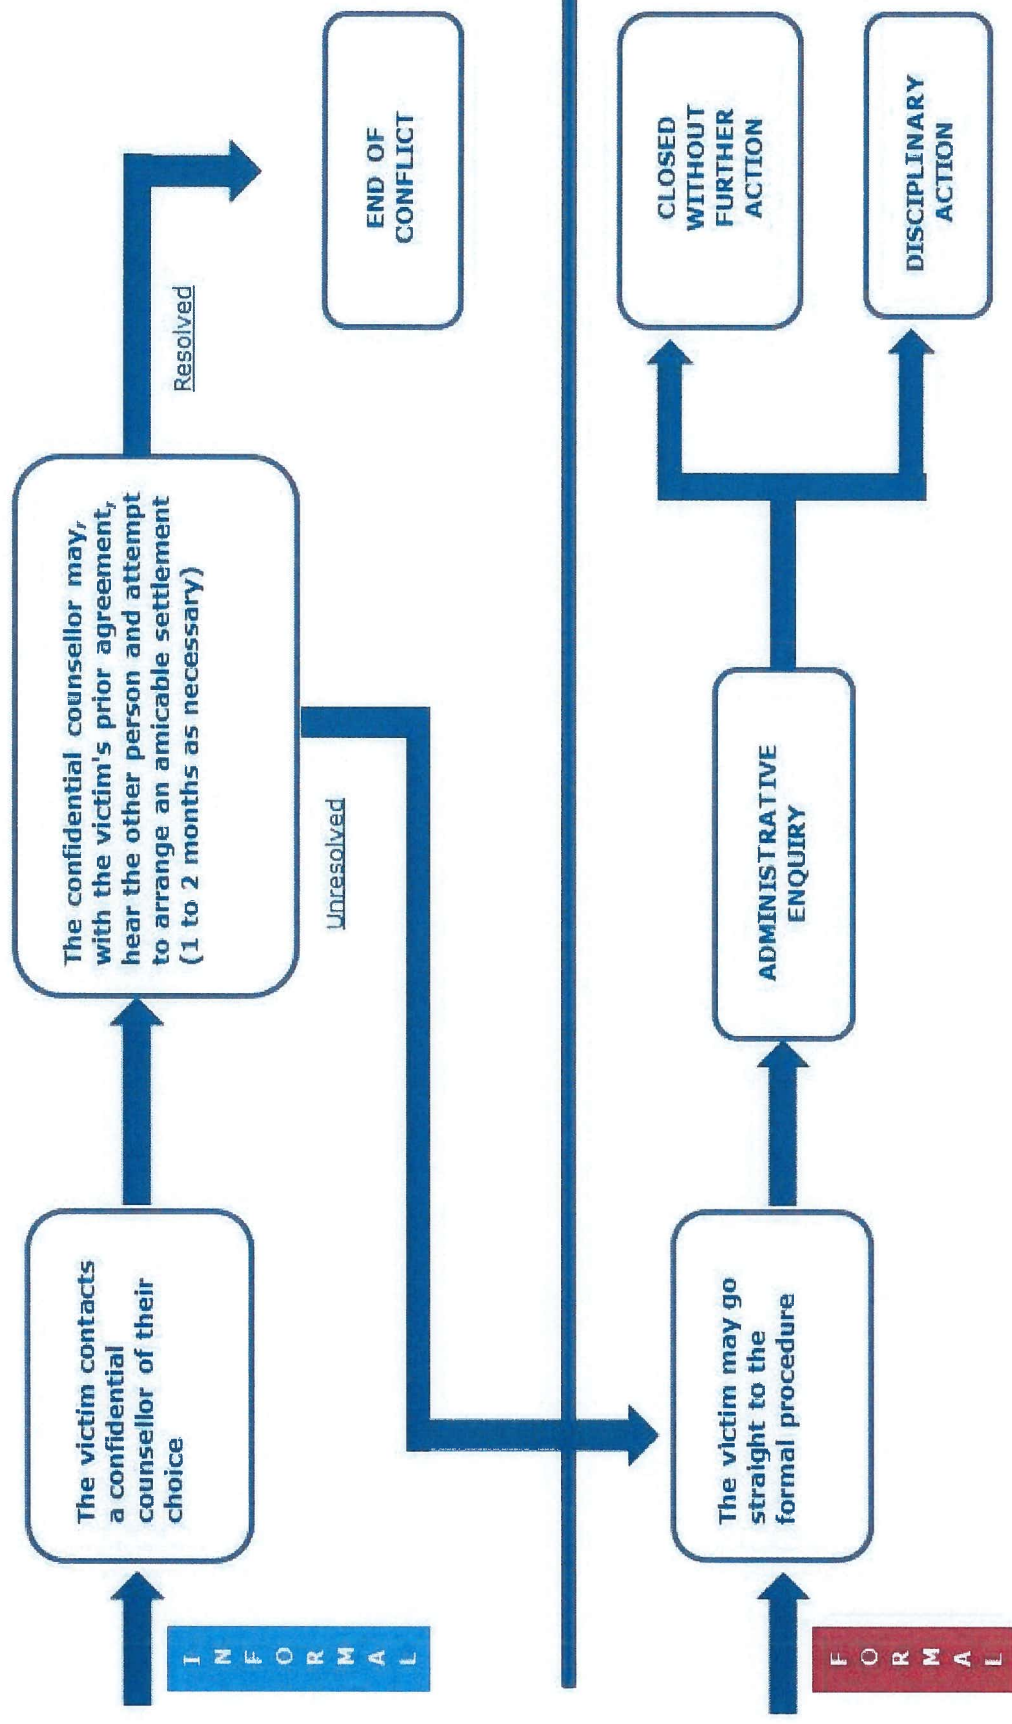 INFORMAL
The victim contacts
a confidential
counsellor of their
choice
The confidential counsellor may,
with the victim's prior agreement,
hear the other person and attempt
to arrange an amicable settlement
(1 to 2 months as necessary)
Resolved
END OF
CONFLICT
Unresolved
FORMAL
The victim may go
straight to the
formal procedure
ADMINISTRATIVE
ENQUIRY
CLOSED
WITHOUT
FURTHER
ACTION
DISCIPLINARY
ACTION